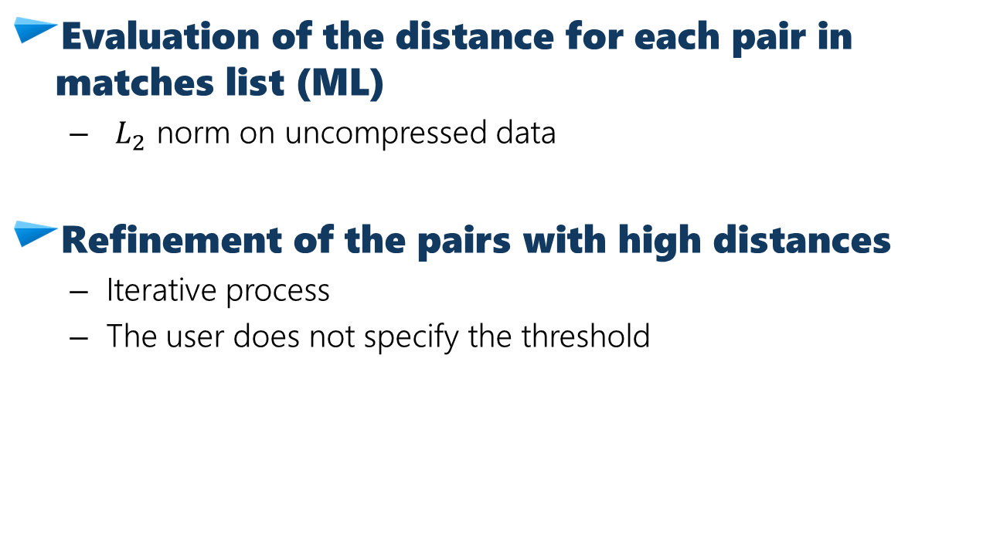 Evaluation of the distance for each pair in
matches list (ML)
– L₂ norm on uncompressed data
Refinement of the pairs with high distances
– Iterative process
– The user does not specify the threshold